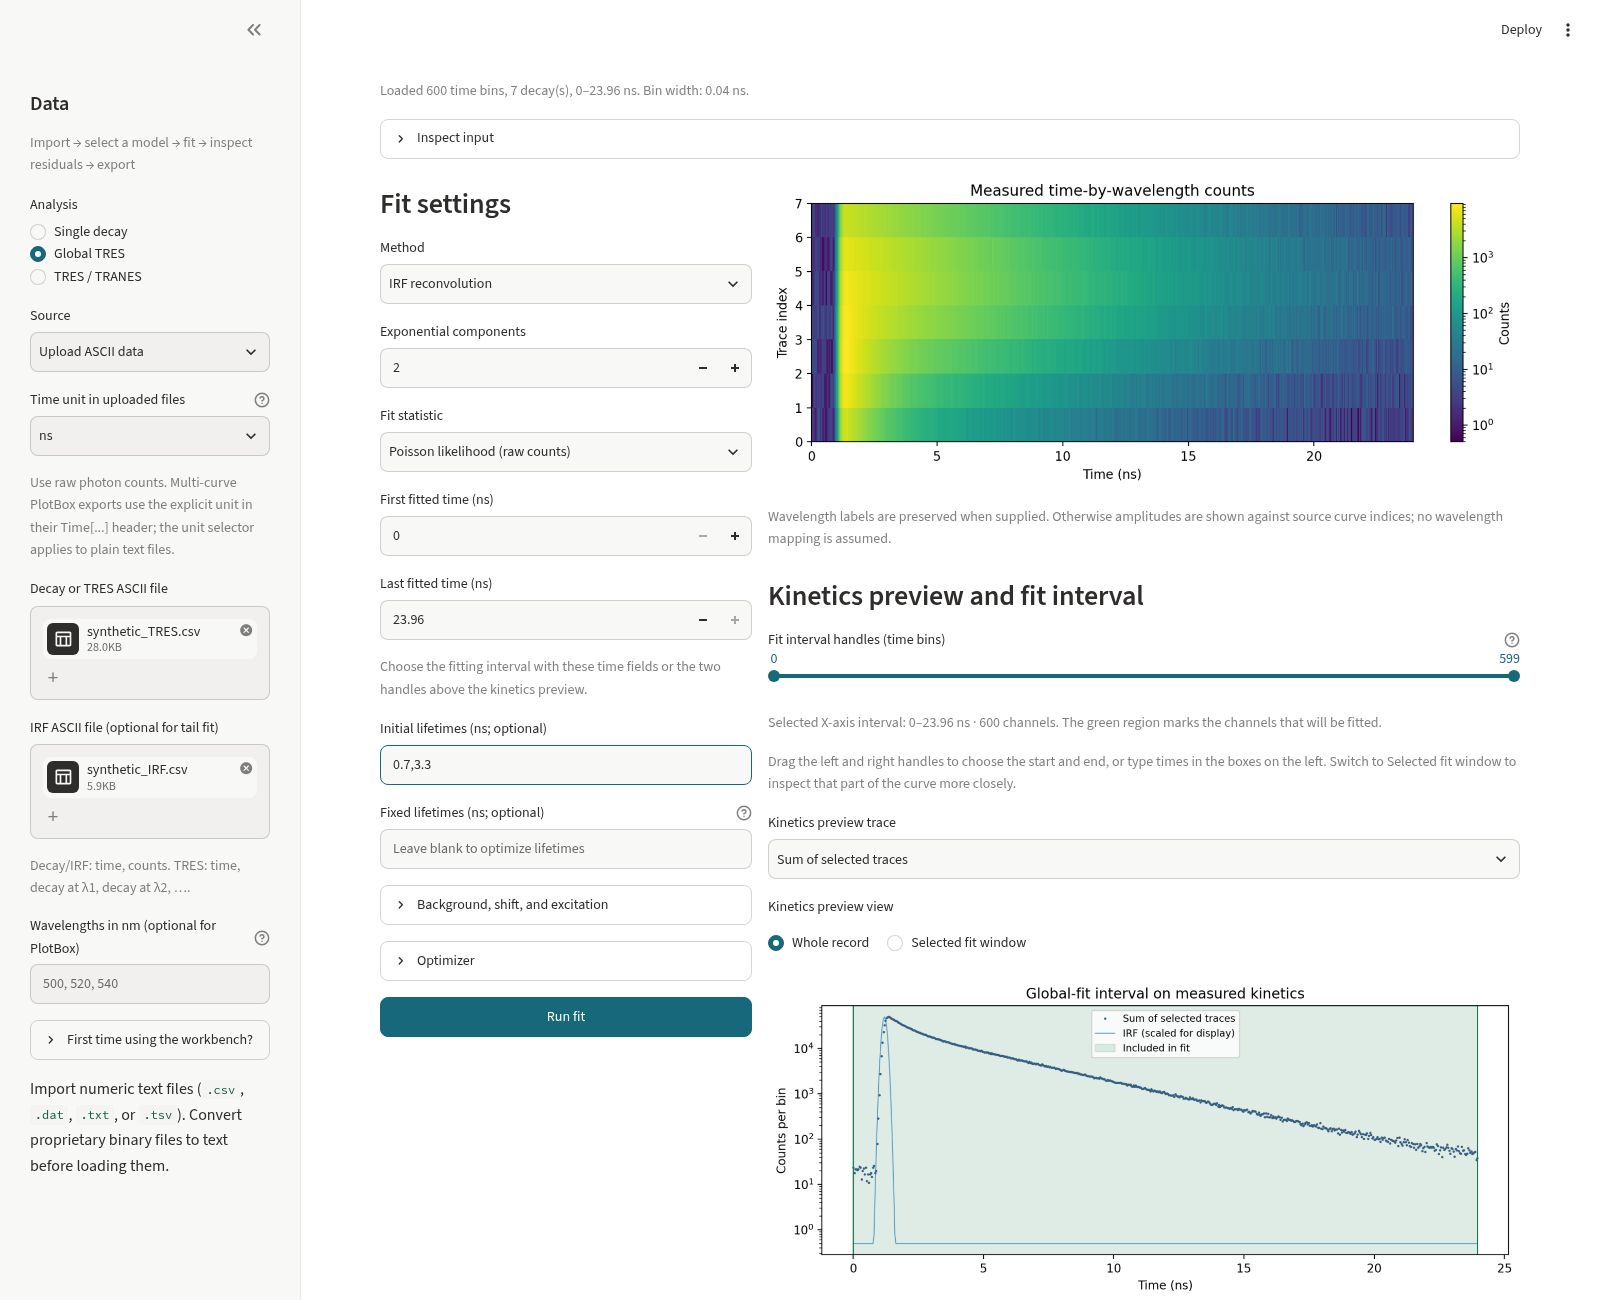 Deploy
Data
Import → select a model → fit → inspect
residuals → export
Analysis
Single decay
Global TRES
TRES / TRANES
Source
Upload ASCII data
Time unit in uploaded files
ns
Use raw photon counts. Multi-curve
PlotBox exports use the explicit unit in
their Time[...] header; the unit selector
applies to plain text files.
Decay or TRES ASCII file
synthetic_TRES.csv
28.0KB
IRF ASCII file (optional for tail fit)
synthetic_IRF.csv
5.9KB
Decay/IRF: time, counts. TRES: time,
decay at λ1, decay at λ2, ….
Wavelengths in nm (optional for
PlotBox)
500, 520, 540
First time using the workbench?
Import numeric text files ( .csv ,
.dat , .txt , or .tsv ). Convert
proprietary binary files to text
before loading them.
Loaded 600 time bins, 7 decay(s), 0–23.96 ns. Bin width: 0.04 ns.
Inspect input
Fit settings
Method
IRF reconvolution
Exponential components
2
Fit statistic
Poisson likelihood (raw counts)
First fitted time (ns)
0
Last fitted time (ns)
23.96
Choose the fitting interval with these time fields or the two
handles above the kinetics preview.
Initial lifetimes (ns; optional)
0.7,3.3
Fixed lifetimes (ns; optional)
Leave blank to optimize lifetimes
Background, shift, and excitation
Optimizer
Run fit
Measured time-by-wavelength counts
7
6
5
4
3
2
1
0
Trace index
0 5 10 15 20
Time (ns)
10³
10²
10¹
10⁰
Counts
Wavelength labels are preserved when supplied. Otherwise amplitudes are shown against source curve indices; no wavelength
mapping is assumed.
Kinetics preview and fit interval
Fit interval handles (time bins)
0 599
Selected X-axis interval: 0–23.96 ns · 600 channels. The green region marks the channels that will be fitted.
Drag the left and right handles to choose the start and end, or type times in the boxes on the left. Switch to Selected fit window to
inspect that part of the curve more closely.
Kinetics preview trace
Sum of selected traces
Kinetics preview view
Whole record
Selected fit window
Global-fit interval on measured kinetics
Sum of selected traces
IRF (scaled for display)
Included in fit
10⁴
10³
10²
10¹
10⁰
Counts per bin
0 5 10 15 20 25
Time (ns)